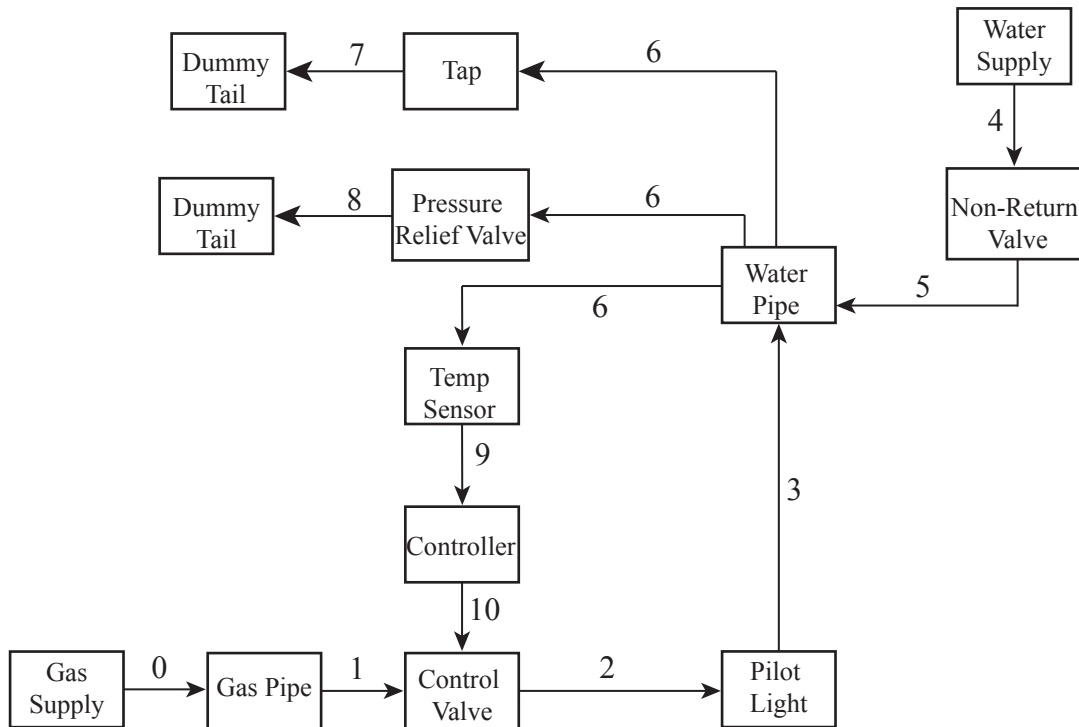 Water
Supply
Dummy
Tail
7
Tap
6
4
Dummy
Tail
8
Pressure
Relief Valve
6
Non-Return
Valve
Water
Pipe
5
6
Temp
Sensor
9
3
Controller
10
Gas
Supply
0
Gas Pipe
1
Control
Valve
2
Pilot
Light